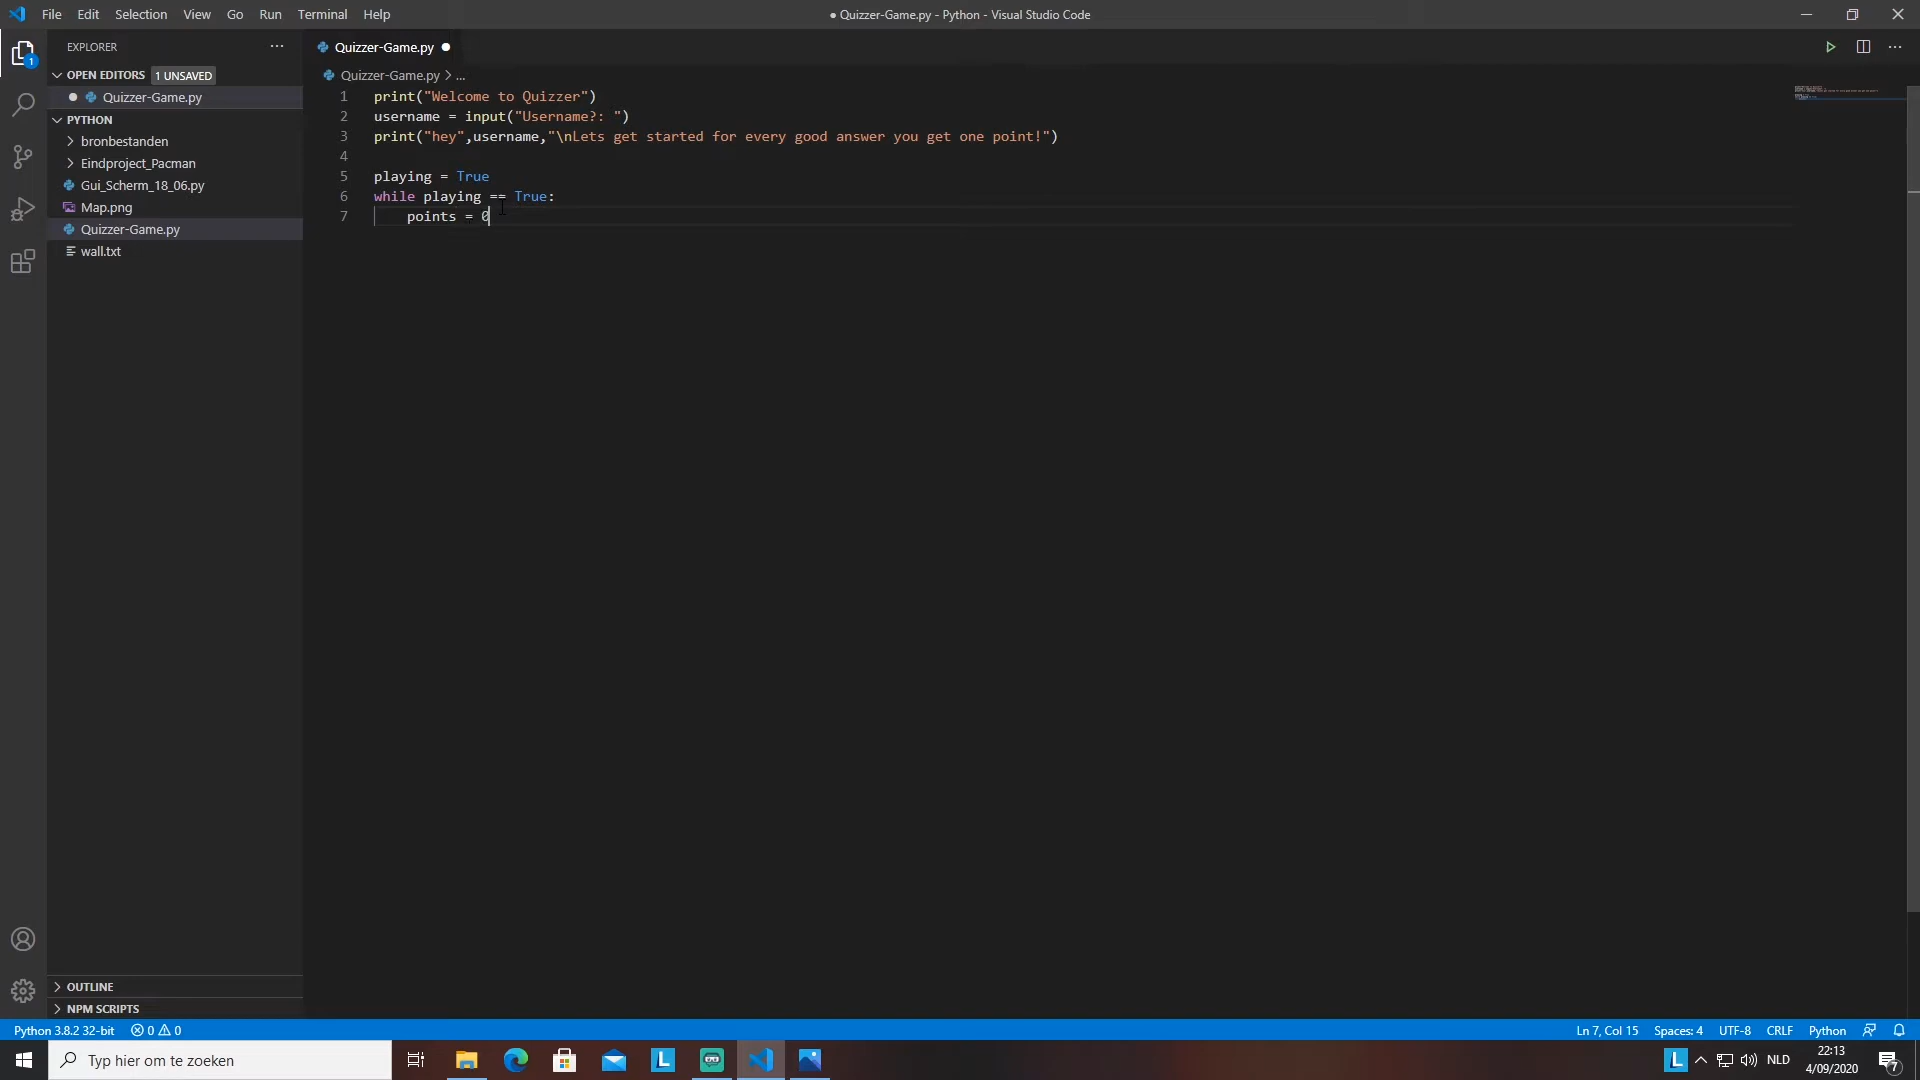 File Edit Selection View Go Run Terminal Help
● Quizzer-Game.py - Python - Visual Studio Code
EXPLORER
OPEN EDITORS 1 UNSAVED
Quizzer-Game.py
PYTHON
bronbestanden
Eindproject_Pacman
Gui_Scherm_18_06.py
Map.png
Quizzer-Game.py
wall.txt
OUTLINE
NPM SCRIPTS
1
Quizzer-Game.py
Quizzer-Game.py > ...
1 print("Welcome to Quizzer")
2 username = input("Username?: ")
3 print("hey",username,"\nLets get started for every good answer you get one point!")
4
5 playing = True
6 while playing == True:
7 points = 0
Python 3.8.2 32-bit 0 0
Ln 7, Col 15 Spaces: 4 UTF-8 CRLF Python
Typ hier om te zoeken
L
L
NLD
22:13
4/09/2020
7